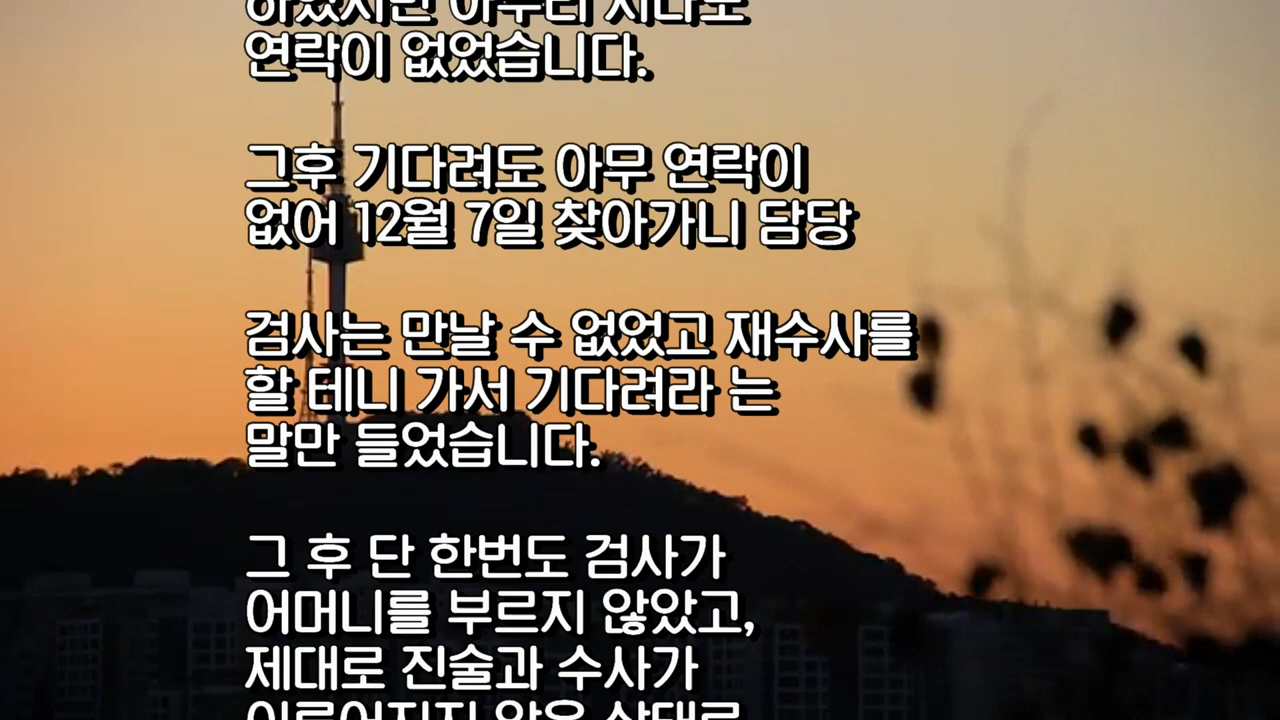 연락이 없었습니다.
그후 기다려도 아무 연락이
없어 12월 7일 찾아가니 담당
검사는 만날 수 없었고 재수사를
할 테니 가서 기다려라 는
말만 들었습니다.
그 후 단 한번도 검사가
어머니를 부르지 않았고,
제대로 진술과 수사가